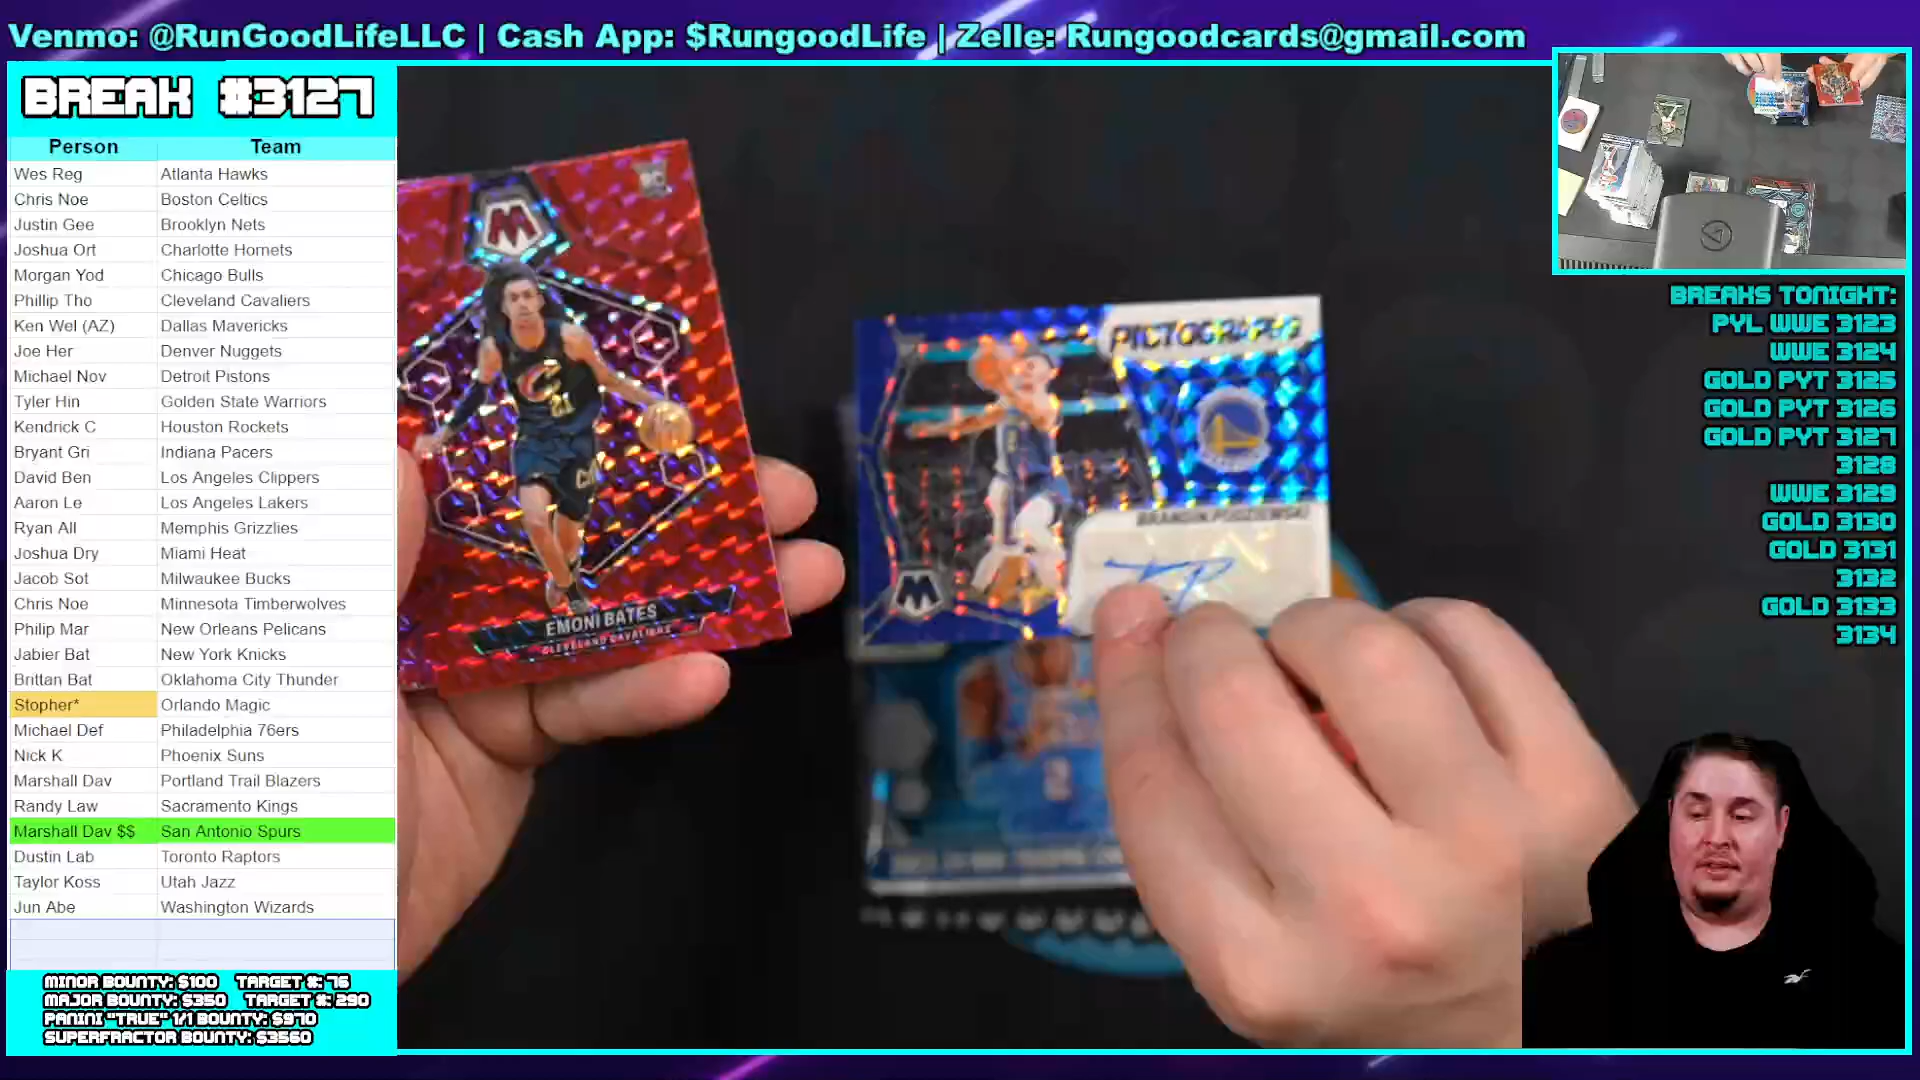 Venmo: @RunGoodLifeLLC | Cash App: $RungoodLife | Zelle: Rungoodcards@gmail.com
BREAK #3127
Person Team
Wes Reg Atlanta Hawks
Chris Noe Boston Celtics
Justin Gee Brooklyn Nets
Joshua Ort Charlotte Hornets
Morgan Yod Chicago Bulls
Phillip Tho Cleveland Cavaliers
Ken Wel (AZ) Dallas Mavericks
Joe Her Denver Nuggets
Michael Nov Detroit Pistons
Tyler Hin Golden State Warriors
Kendrick C Houston Rockets
Bryant Gri Indiana Pacers
David Ben Los Angeles Clippers
Aaron Le Los Angeles Lakers
Ryan All Memphis Grizzlies
Joshua Dry Miami Heat
Jacob Sot Milwaukee Bucks
Chris Noe Minnesota Timberwolves
Philip Mar New Orleans Pelicans
Jabier Bat New York Knicks
Brittan Bat Oklahoma City Thunder
Stopher* Orlando Magic
Michael Def Philadelphia 76ers
Nick K Phoenix Suns
Marshall Dav Portland Trail Blazers
Randy Law Sacramento Kings
Marshall Dav $$ San Antonio Spurs
Dustin Lab Toronto Raptors
Taylor Koss Utah Jazz
Jun Abe Washington Wizards
MINOR BOUNTY: $100 TARGET #: 76
MAJOR BOUNTY: $350 TARGET #: 290
PANINI "TRUE" 1/1 BOUNTY: $970
SUPERFRACTOR BOUNTY: $3560
RC
M
C
21
EMONI BATES
CLEVELAND CAVALIERS
PICTOGRAPHS
BRANDIN PODZIEMSKI
M
BREAKS TONIGHT:
PYL WWE 3123
WWE 3124
GOLD PYT 3125
GOLD PYT 3126
GOLD PYT 3127
3128
WWE 3129
GOLD 3130
GOLD 3131
3132
GOLD 3133
3134